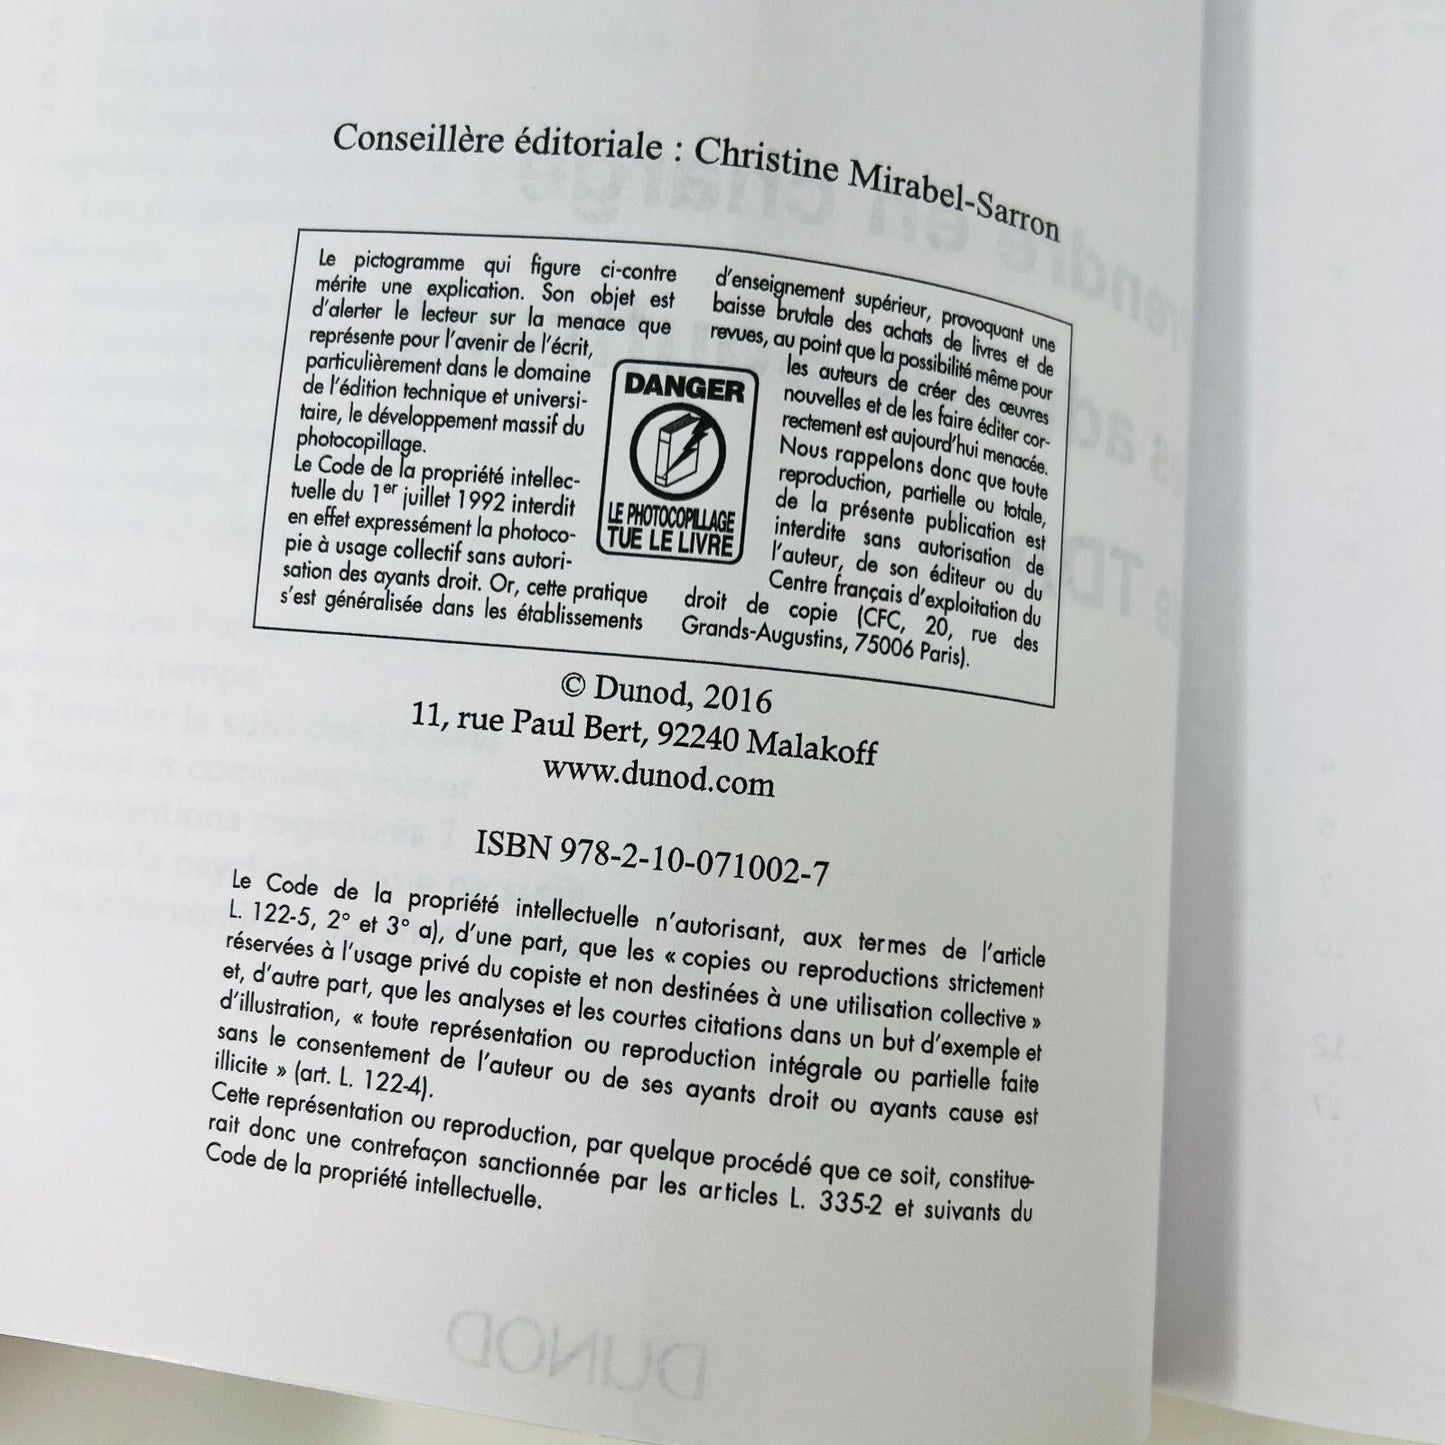 Conseillère éditoriale : Christine Mirabel-Sarron
Le pictogramme qui figure ci-contre
mérite une explication. Son objet est
d'alerter le lecteur sur la menace que
représente pour l'avenir de l'écrit,
particulièrement dans le domaine
de l'édition technique et universi-
taire, le développement massif du
photocopillage.
Le Code de la propriété intellec-
tuelle du 1er juillet 1992 interdit
en effet expressément la photoco-
pie à usage collectif sans autori-
sation des ayants droit. Or, cette pratique
s'est généralisée dans les établissements
DANGER
LE PHOTOCOPILLAGE
TUE LE LIVRE
d'enseignement supérieur, provoquant une
baisse brutale des achats de livres et de
revues, au point que la possibilité même pour
les auteurs de créer des œuvres
nouvelles et de les faire éditer cor-
rectement est aujourd'hui menacée.
Nous rappelons donc que toute
reproduction, partielle ou totale,
de la présente publication est
interdite sans autorisation de
l'auteur, de son éditeur ou du
Centre français d'exploitation du
droit de copie (CFC, 20, rue des
Grands-Augustins, 75006 Paris).
© Dunod, 2016
11, rue Paul Bert, 92240 Malakoff
www.dunod.com
ISBN 978-2-10-071002-7
Le Code de la propriété intellectuelle n'autorisant, aux termes de l'article
L. 122-5, 2° et 3° a), d'une part, que les « copies ou reproductions strictement
réservées à l'usage privé du copiste et non destinées à une utilisation collective »
et, d'autre part, que les analyses et les courtes citations dans un but d'exemple et
d'illustration, « toute représentation ou reproduction intégrale ou partielle faite
sans le consentement de l'auteur ou de ses ayants droit ou ayants cause est
illicite » (art. L. 122-4).
Cette représentation ou reproduction, par quelque procédé que ce soit, constitue-
rait donc une contrefaçon sanctionnée par les articles L. 335-2 et suivants du
Code de la propriété intellectuelle.
DUNOD